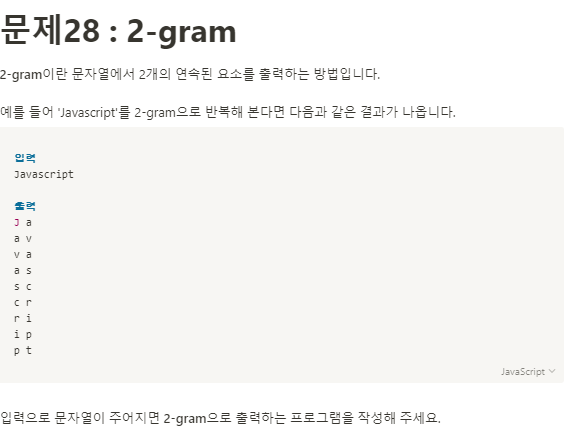 문제28 : 2-gram
2-gram이란 문자열에서 2개의 연속된 요소를 출력하는 방법입니다.
예를 들어 'Javascript'를 2-gram으로 반복해 본다면 다음과 같은 결과가 나옵니다.
입력
Javascript
출력
J a
a v
v a
a s
s c
c r
r i
i p
p t
JavaScript
입력으로 문자열이 주어지면 2-gram으로 출력하는 프로그램을 작성해 주세요.